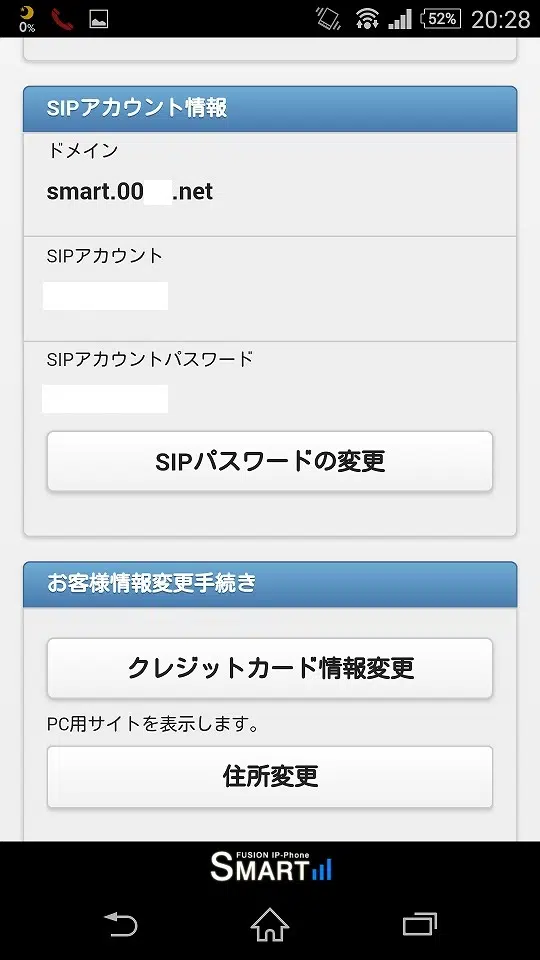 0%
52%
20:28
SIPアカウント情報
ドメイン
smart.00 .net
SIPアカウント
SIPアカウントパスワード
SIPパスワードの変更
お客様情報変更手続き
クレジットカード情報変更
PC用サイトを表示します。
住所変更
FUSION IP-Phone
SMART